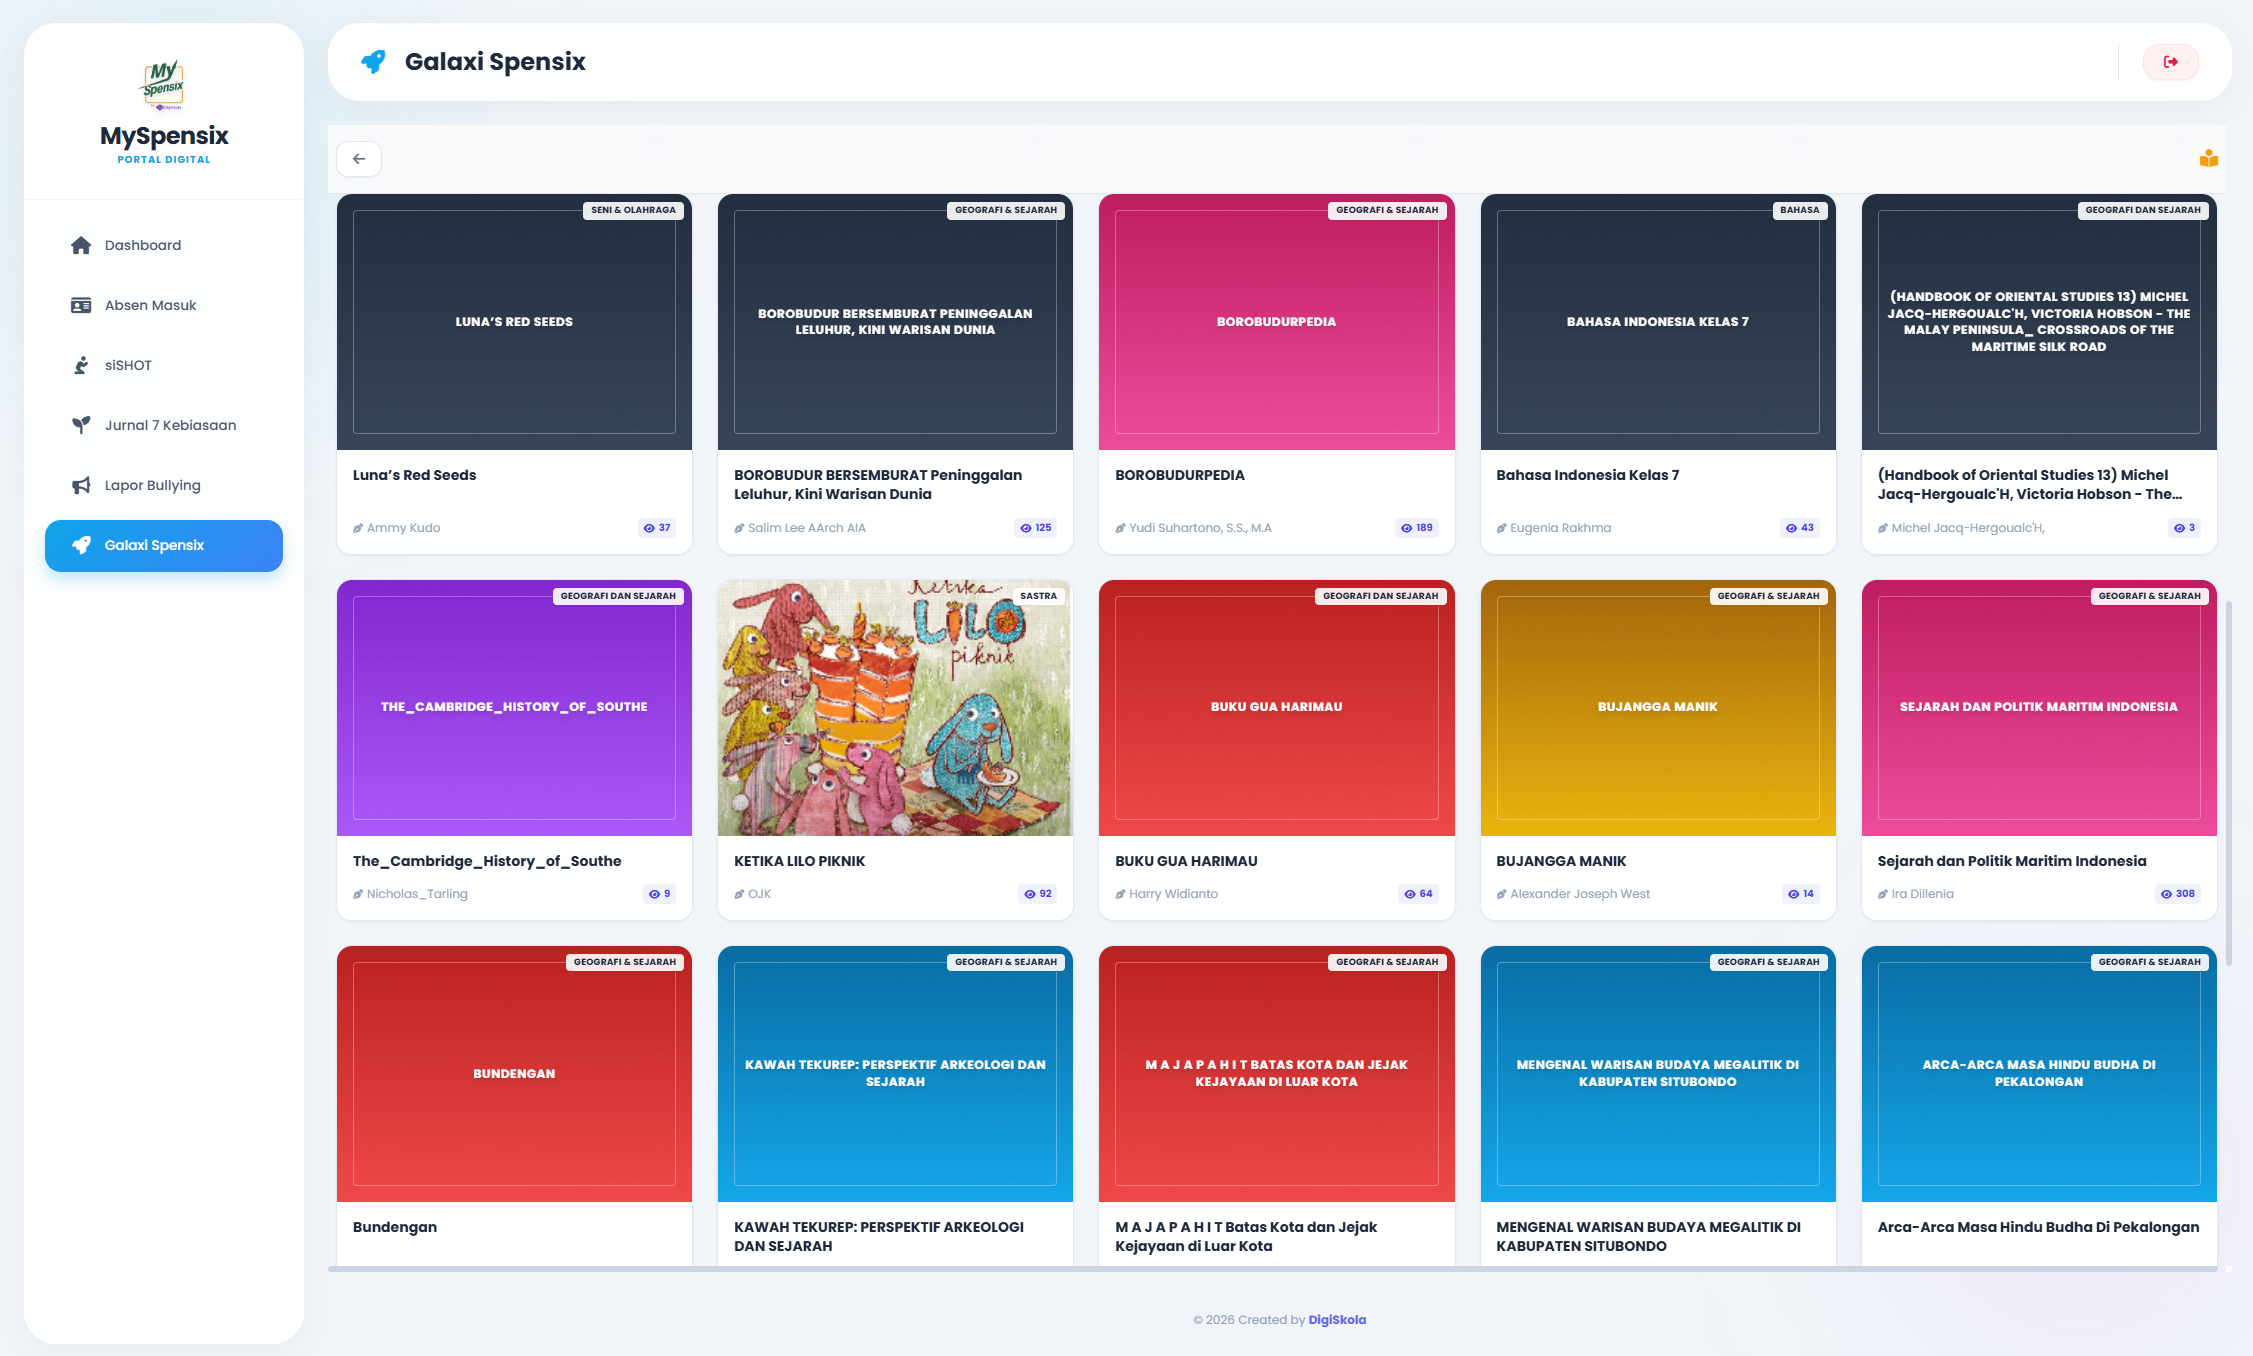 My
Spensix
MySpensix
PORTAL DIGITAL
Dashboard
Absen Masuk
siSHOT
Jurnal 7 Kebiasaan
Lapor Bullying
Galaxi Spensix
Galaxi Spensix
SENI & OLAHRAGA
LUNA’S RED SEEDS
Luna’s Red Seeds
Ammy Kudo
37
GEOGRAFI & SEJARAH
BOROBUDUR BERSEMBURAT PENINGGALAN
LELUHUR, KINI WARISAN DUNIA
BOROBUDUR BERSEMBURAT Peninggalan
Leluhur, Kini Warisan Dunia
Salim Lee AArch AIA
125
GEOGRAFI & SEJARAH
BOROBUDURPEDIA
BOROBUDURPEDIA
Yudi Suhartono, S.S., M.A
189
BAHASA
BAHASA INDONESIA KELAS 7
Bahasa Indonesia Kelas 7
Eugenia Rakhma
43
GEOGRAFI DAN SEJARAH
(HANDBOOK OF ORIENTAL STUDIES 13) MICHEL
JACQ-HERGOUALC'H, VICTORIA HOBSON - THE
MALAY PENINSULA_ CROSSROADS OF THE
MARITIME SILK ROAD
(Handbook of Oriental Studies 13) Michel
Jacq-Hergoualc'H, Victoria Hobson - The...
Michel Jacq-Hergoualc'H,
3
GEOGRAFI DAN SEJARAH
THE_CAMBRIDGE_HISTORY_OF_SOUTHE
The_Cambridge_History_of_Southe
Nicholas_Tarling
9
SASTRA
Ketika
LILO
piknik
KETIKA LILO PIKNIK
OJK
92
GEOGRAFI DAN SEJARAH
BUKU GUA HARIMAU
BUKU GUA HARIMAU
Harry Widianto
64
GEOGRAFI & SEJARAH
BUJANGGA MANIK
BUJANGGA MANIK
Alexander Joseph West
14
GEOGRAFI & SEJARAH
SEJARAH DAN POLITIK MARITIM INDONESIA
Sejarah dan Politik Maritim Indonesia
Ira Dillenia
308
GEOGRAFI & SEJARAH
BUNDENGAN
Bundengan
GEOGRAFI & SEJARAH
KAWAH TEKUREP: PERSPEKTIF ARKEOLOGI DAN
SEJARAH
KAWAH TEKUREP: PERSPEKTIF ARKEOLOGI
DAN SEJARAH
GEOGRAFI & SEJARAH
M A J A P A H I T BATAS KOTA DAN JEJAK
KEJAYAAN DI LUAR KOTA
M A J A P A H I T Batas Kota dan Jejak
Kejayaan di Luar Kota
GEOGRAFI & SEJARAH
MENGENAL WARISAN BUDAYA MEGALITIK DI
KABUPATEN SITUBONDO
MENGENAL WARISAN BUDAYA MEGALITIK DI
KABUPATEN SITUBONDO
GEOGRAFI & SEJARAH
ARCA-ARCA MASA HINDU BUDHA DI
PEKALONGAN
Arca-Arca Masa Hindu Budha Di Pekalongan
© 2026 Created by DigiSkola